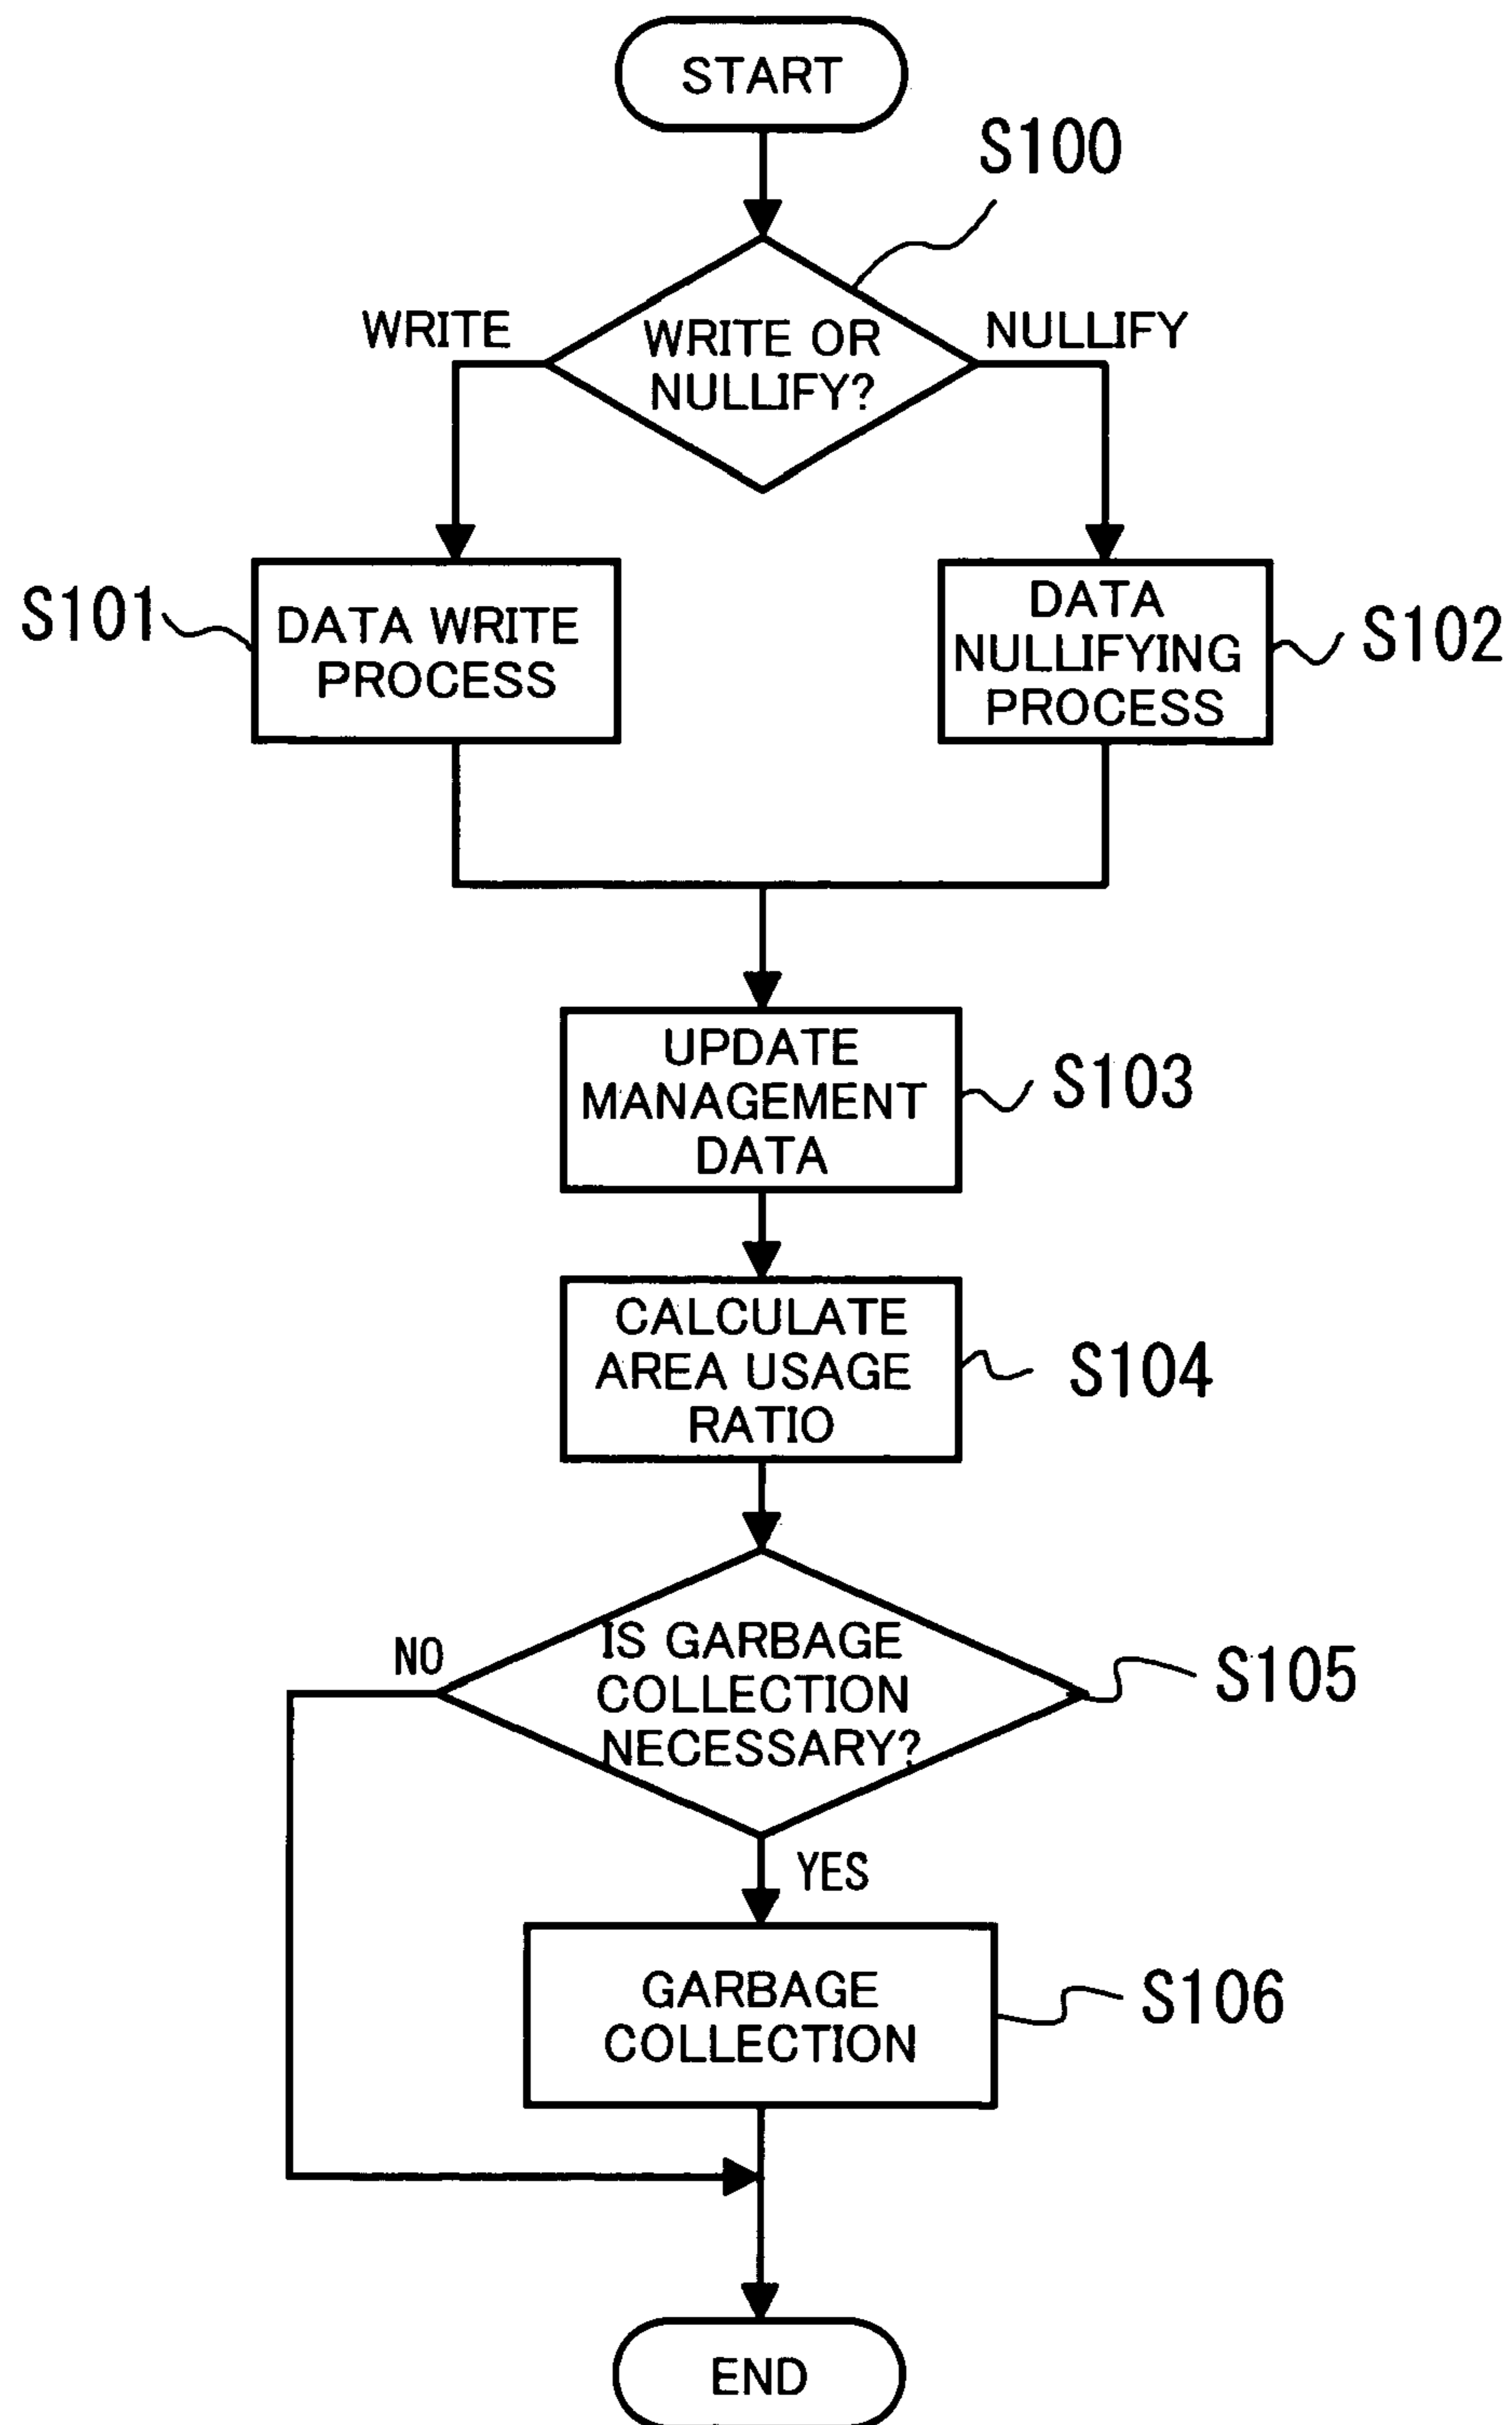 START
S100
WRITE
WRITE OR
NULLIFY?
NULLIFY
S101
DATA WRITE
PROCESS
DATA
NULLIFYING
PROCESS
S102
UPDATE
MANAGEMENT
DATA
S103
CALCULATE
AREA USAGE
RATIO
S104
NO
IS GARBAGE
COLLECTION
NECESSARY?
S105
YES
GARBAGE
COLLECTION
S106
END